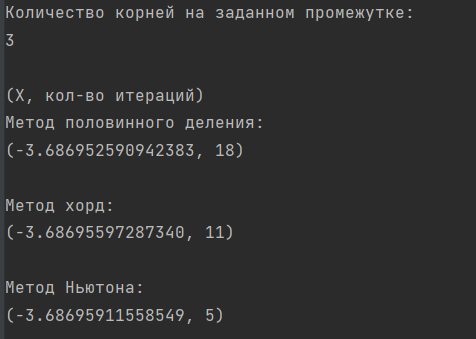 Количество корней на заданном промежутке:
3
(X, кол-во итераций)
Метод половинного деления:
(-3.686952590942383, 18)
Метод хорд:
(-3.68695597287340, 11)
Метод Ньютона:
(-3.68695911558549, 5)